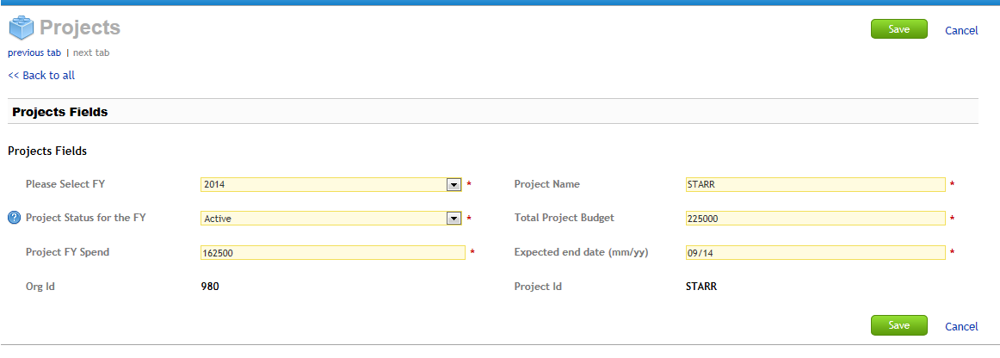 Projects
Save Cancel
previous tab | next tab
<< Back to all
Projects Fields
Projects Fields
Please Select FY 2014 * Project Name STARR *
? Project Status for the FY Active * Total Project Budget 225000 *
Project FY Spend 162500 * Expected end date (mm/yy) 09/14 *
Org Id 980 Project Id STARR
Save Cancel